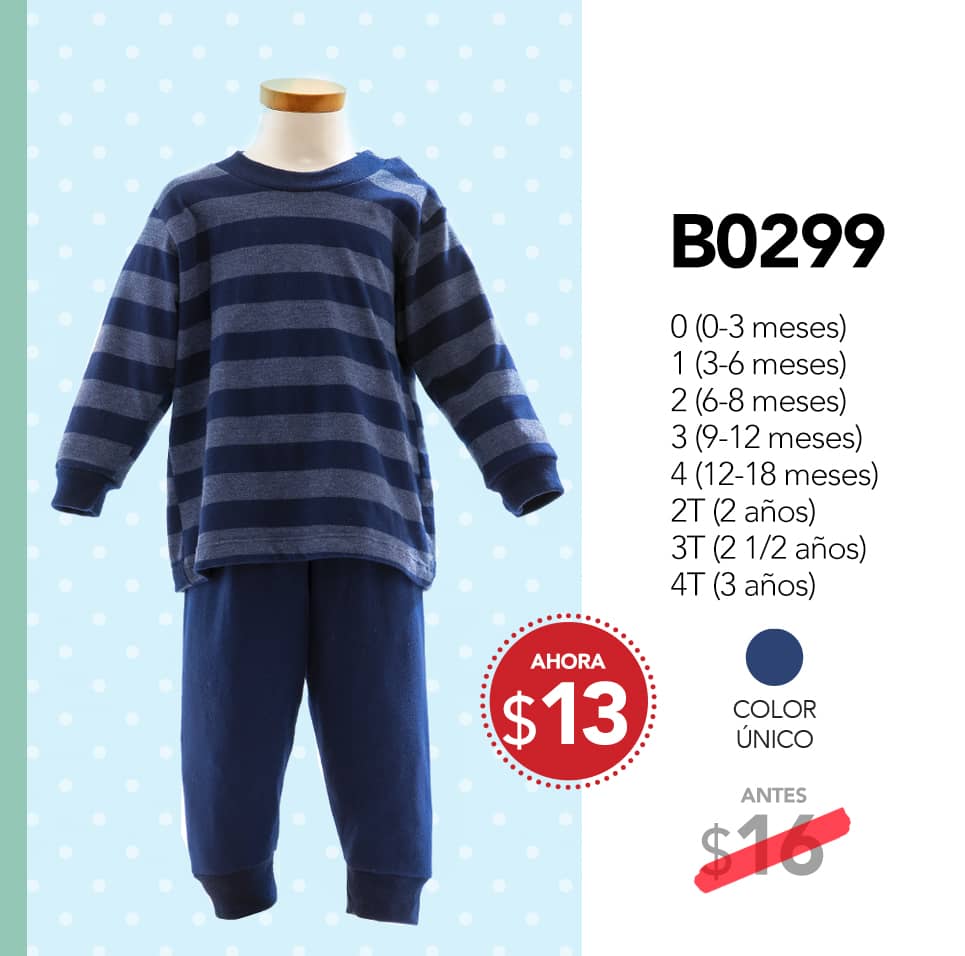 B0299
0 (0-3 meses)
1 (3-6 meses)
2 (6-8 meses)
3 (9-12 meses)
4 (12-18 meses)
2T (2 años)
3T (2 1/2 años)
4T (3 años)
AHORA
$13
COLOR
ÚNICO
ANTES
$16